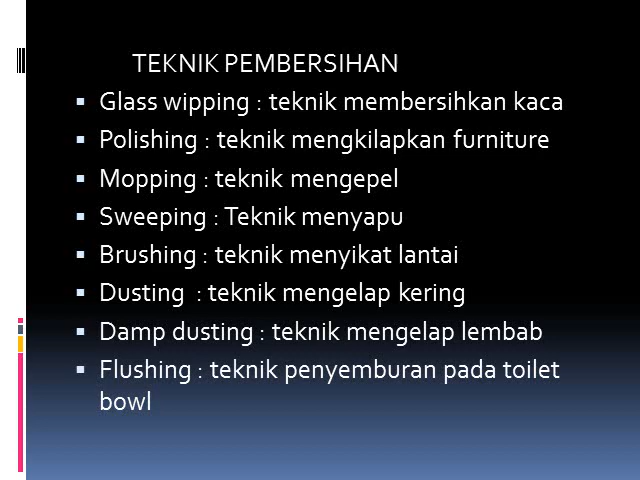 TEKNIK PEMBERSIHAN
Glass wipping : teknik membersihkan kaca
Polishing : teknik mengkilapkan furniture
Mopping : teknik mengepel
Sweeping : Teknik menyapu
Brushing : teknik menyikat lantai
Dusting : teknik mengelap kering
Damp dusting : teknik mengelap lembab
Flushing : teknik penyemburan pada toilet
bowl